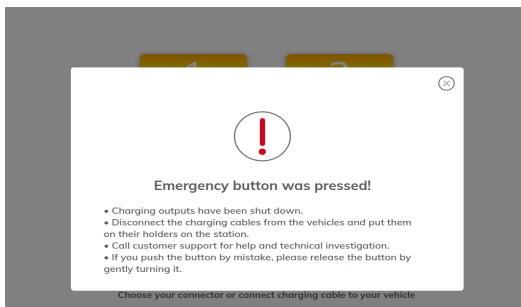 Emergency button was pressed!
• Charging outputs have been shut down.
• Disconnect the charging cables from the vehicles and put them
on their holders on the station.
• Call customer support for help and technical investigation.
• If you push the button by mistake, please release the button by
gently turning it.
Choose your connector or connect charging cable to your vehicle